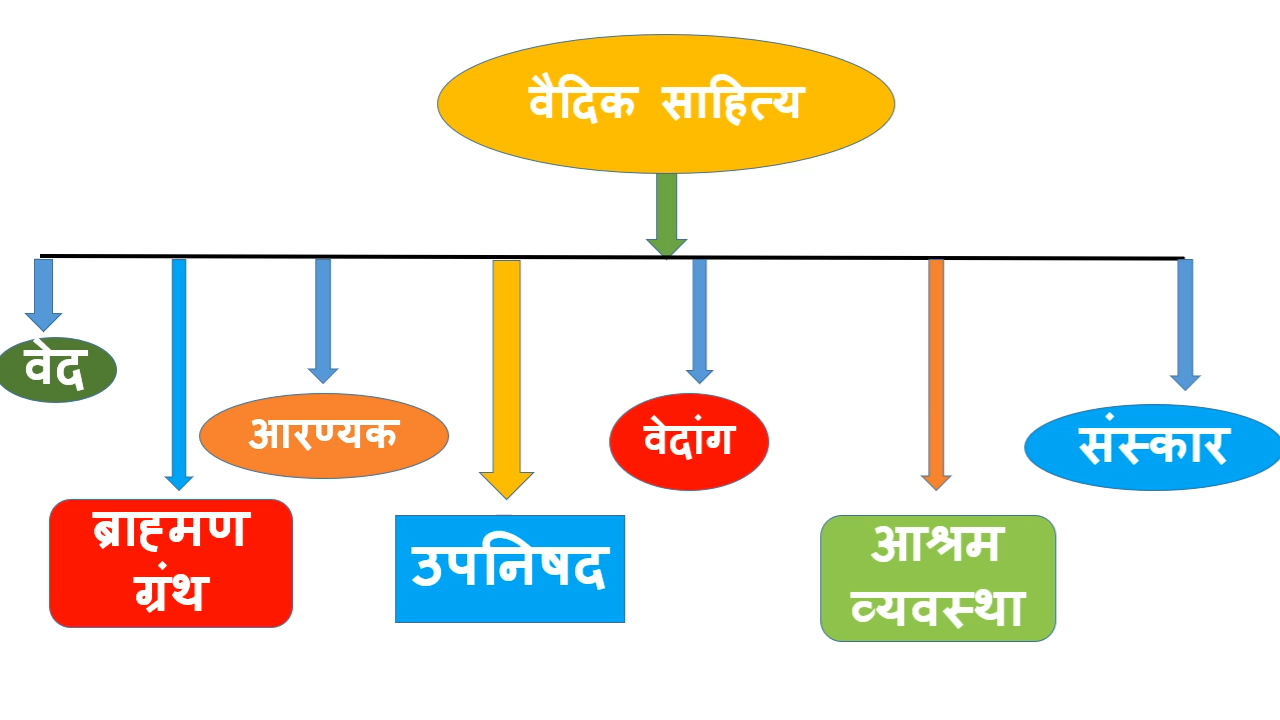 वैदिक साहित्य
वेद
ब्राह्मण
ग्रंथ
आरण्यक
उपनिषद
वेदांग
आश्रम
व्यवस्था
संस्कार